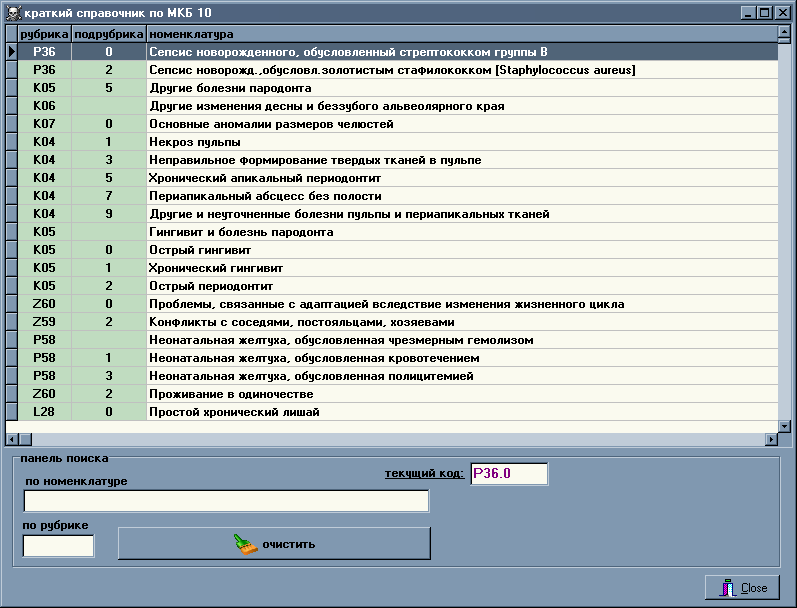 краткий справочник по МКБ 10
рубрика подрубрика номенклатура
P36 0 Сепсис новорожденного, обусловленный стрептококком группы B
P36 2 Сепсис новорожд.,обусловл.золотистым стафилококком [Staphylococcus aureus]
K05 5 Другие болезни пародонта
K06 Другие изменения десны и беззубого альвеолярного края
K07 0 Основные аномалии размеров челюстей
K04 1 Некроз пульпы
K04 3 Неправильное формирование твердых тканей в пульпе
K04 5 Хронический апикальный периодонтит
K04 7 Периапикальный абсцесс без полости
K04 9 Другие и неуточненные болезни пульпы и периапикальных тканей
K05 Гингивит и болезнь пародонта
K05 0 Острый гингивит
K05 1 Хронический гингивит
K05 2 Острый периодонтит
Z60 0 Проблемы, связанные с адаптацией вследствие изменения жизненного цикла
Z59 2 Конфликты с соседями, постояльцами, хозяевами
P58 Неонатальная желтуха, обусловленная чрезмерным гемолизом
P58 1 Неонатальная желтуха, обусловленная кровотечением
P58 3 Неонатальная желтуха, обусловленная полицитемией
Z60 2 Проживание в одиночестве
L28 0 Простой хронический лишай
панель поиска
текущий код: P36.0
по номенклатуре
по рубрике
очистить
Close